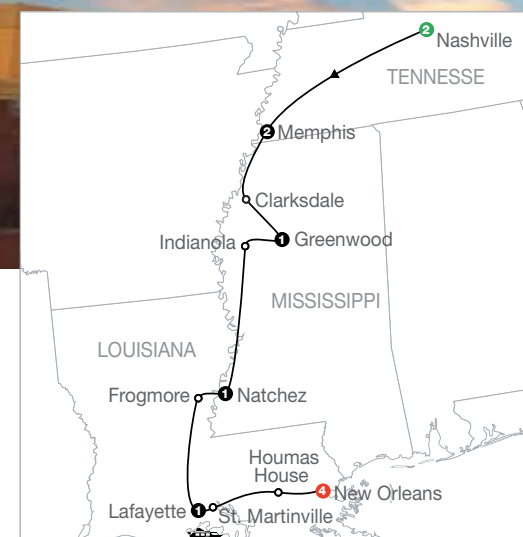 2
Nashville
TENNESSE
2 Memphis
Clarksdale
1 Greenwood
Indianola
MISSISSIPPI
LOUISIANA
Frogmore
1 Natchez
Houmas
House
4 New Orleans
Lafayette 1
St. Martinville